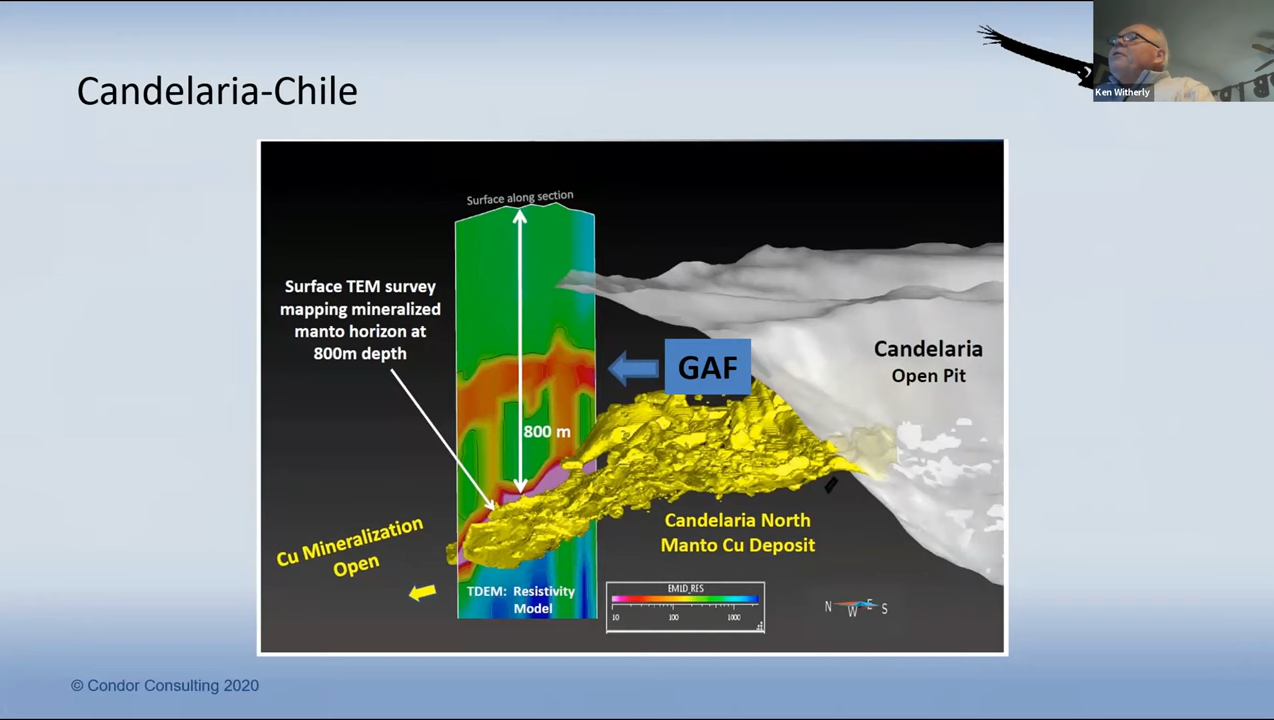 Ken Witherly
Candelaria-Chile
Surface along section
Surface TEM survey
mapping mineralized
manto horizon at
800m depth
GAF
Candelaria
Open Pit
800 m
Candelaria North
Manto Cu Deposit
Cu Mineralization
Open
TDEM: Resistivity
Model
EM1D_RES
10 100 1000
N W E S
© Condor Consulting 2020